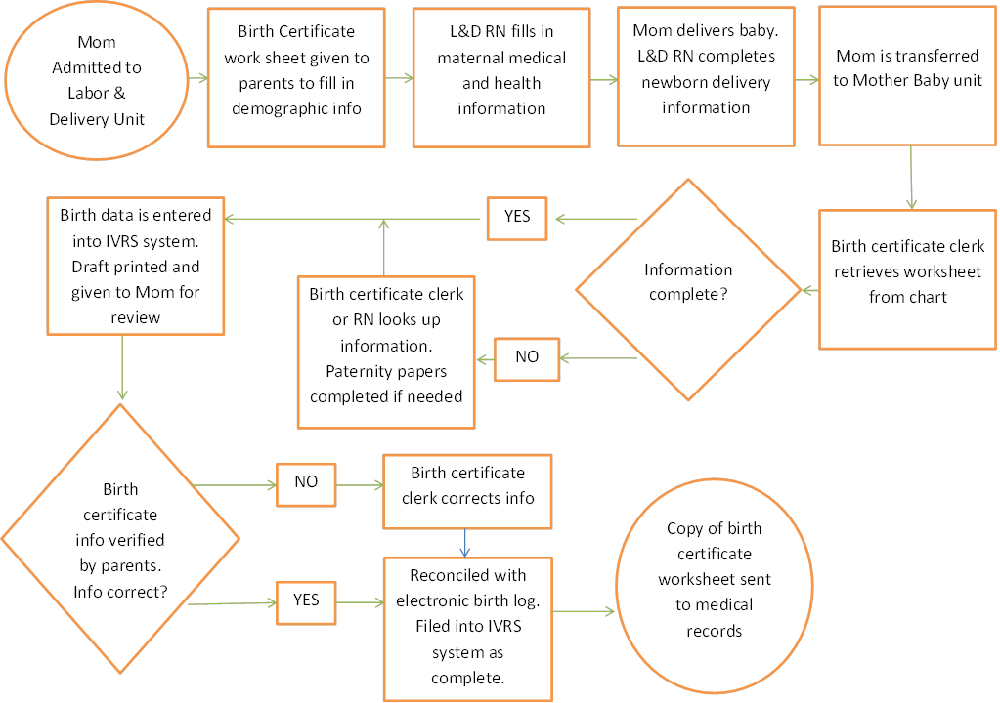 Mom
Admitted to
Labor &
Delivery Unit
Birth Certificate
work sheet given to
parents to fill in
demographic info
L&D RN fills in
maternal medical
and health
information
Mom delivers baby.
L&D RN completes
newborn delivery
information
Mom is transferred
to Mother Baby unit
Birth certificate clerk
retrieves worksheet
from chart
Information
complete?
YES
NO
Birth certificate clerk
or RN looks up
information.
Paternity papers
completed if needed
Birth data is entered
into IVRS system.
Draft printed and
given to Mom for
review
Birth
certificate
info verified
by parents.
Info correct?
NO
Birth certificate
clerk corrects info
YES
Reconciled with
electronic birth log.
Filed into IVRS
system as
complete.
Copy of birth
certificate
worksheet sent
to medical
records